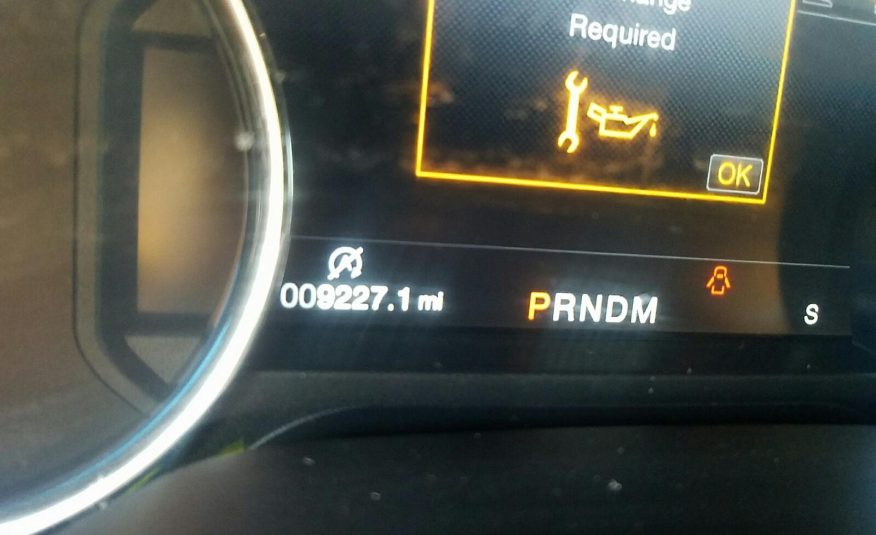 Required
OK
009227.1 mi
PRNDM
S